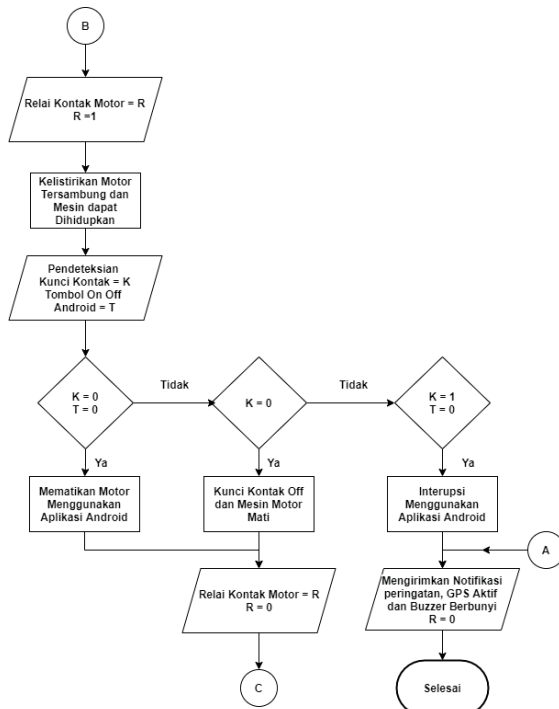 B
Relai Kontak Motor = R
R =1
Kelistirikan Motor
Tersambung dan
Mesin dapat
Dihidupkan
Pendeteksian
Kunci Kontak = K
Tombol On Off
Android = T
K = 0
T = 0
Tidak
K = 0
Tidak
K = 1
T = 0
Ya
Ya
Ya
Mematikan Motor
Menggunakan
Aplikasi Android
Kunci Kontak Off
dan Mesin Motor
Mati
Interupsi
Menggunakan
Aplikasi Android
A
Relai Kontak Motor = R
R = 0
Mengirimkan Notifikasi
peringatan, GPS Aktif
dan Buzzer Berbunyi
R = 0
C
Selesai